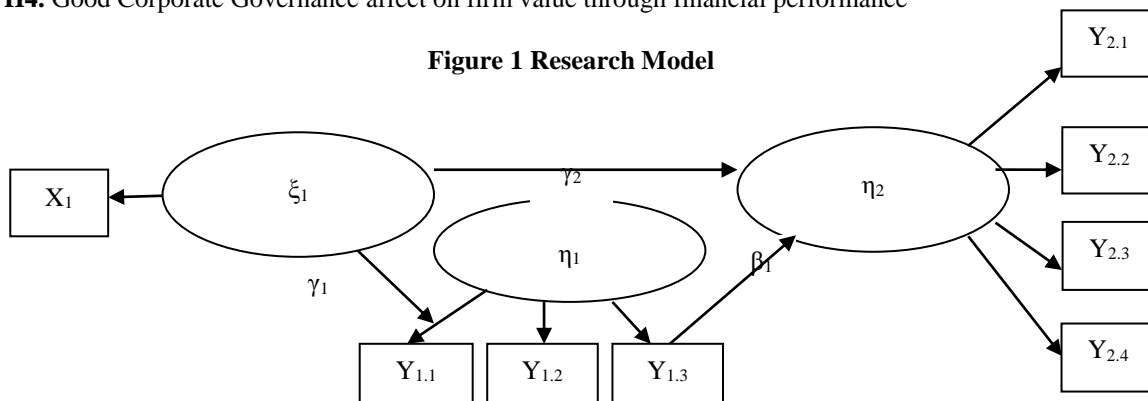 H4. Good Corporate Governance affect on firm value through financial performance
Figure 1 Research Model
Y2.1
Y2.2
X1
ξ1
γ2
η2
Y2.3
η1
β1
γ1
Y2.4
Y1.1
Y1.2
Y1.3